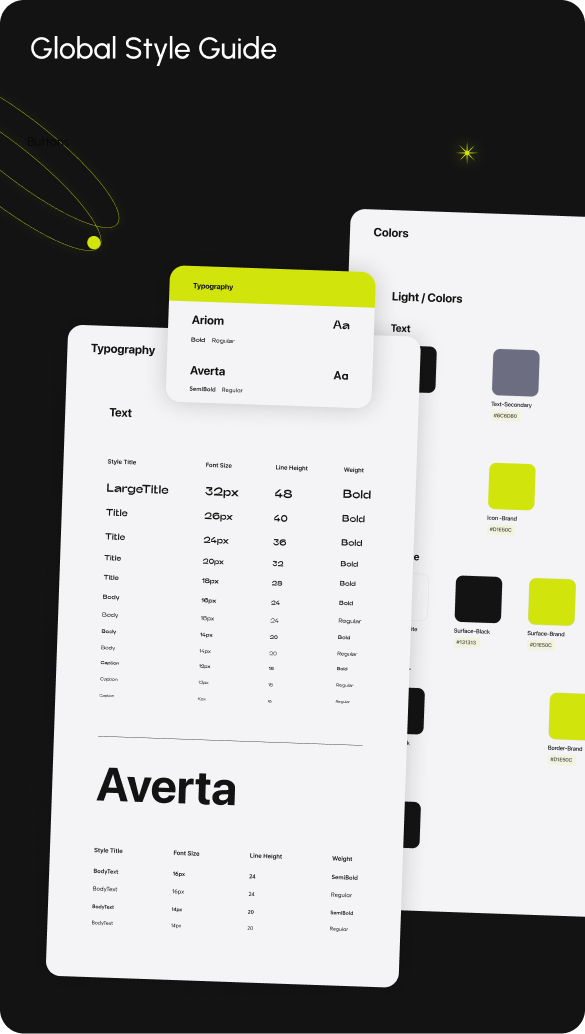 Global Style Guide
Buttons
Colors
Light / Colors
Text
Text-Secondary
#6C6D80
Icon-Brand
#D1E50C
Surface-Black
#131313
Surface-Brand
#D1E50C
Border-Brand
#D1E50C
Typography
Ariom Aa
Bold Regular
Averta Aa
SemiBold Regular
Typography
Text
Style Title Font Size Line Height Weight
LargeTitle 32px 48 Bold
Title 26px 40 Bold
Title 24px 36 Bold
Title 20px 32 Bold
Title 18px 28 Bold
Body 16px 24 Bold
Body 16px 24 Regular
Body 14px 20 Bold
Body 14px 20 Regular
Caption 12px 18 Bold
Caption 12px 18 Regular
Caption 10px 16 Regular
Averta
Style Title Font Size Line Height Weight
BodyText 16px 24 SemiBold
BodyText 16px 24 Regular
BodyText 14px 20 SemiBold
BodyText 14px 20 Regular